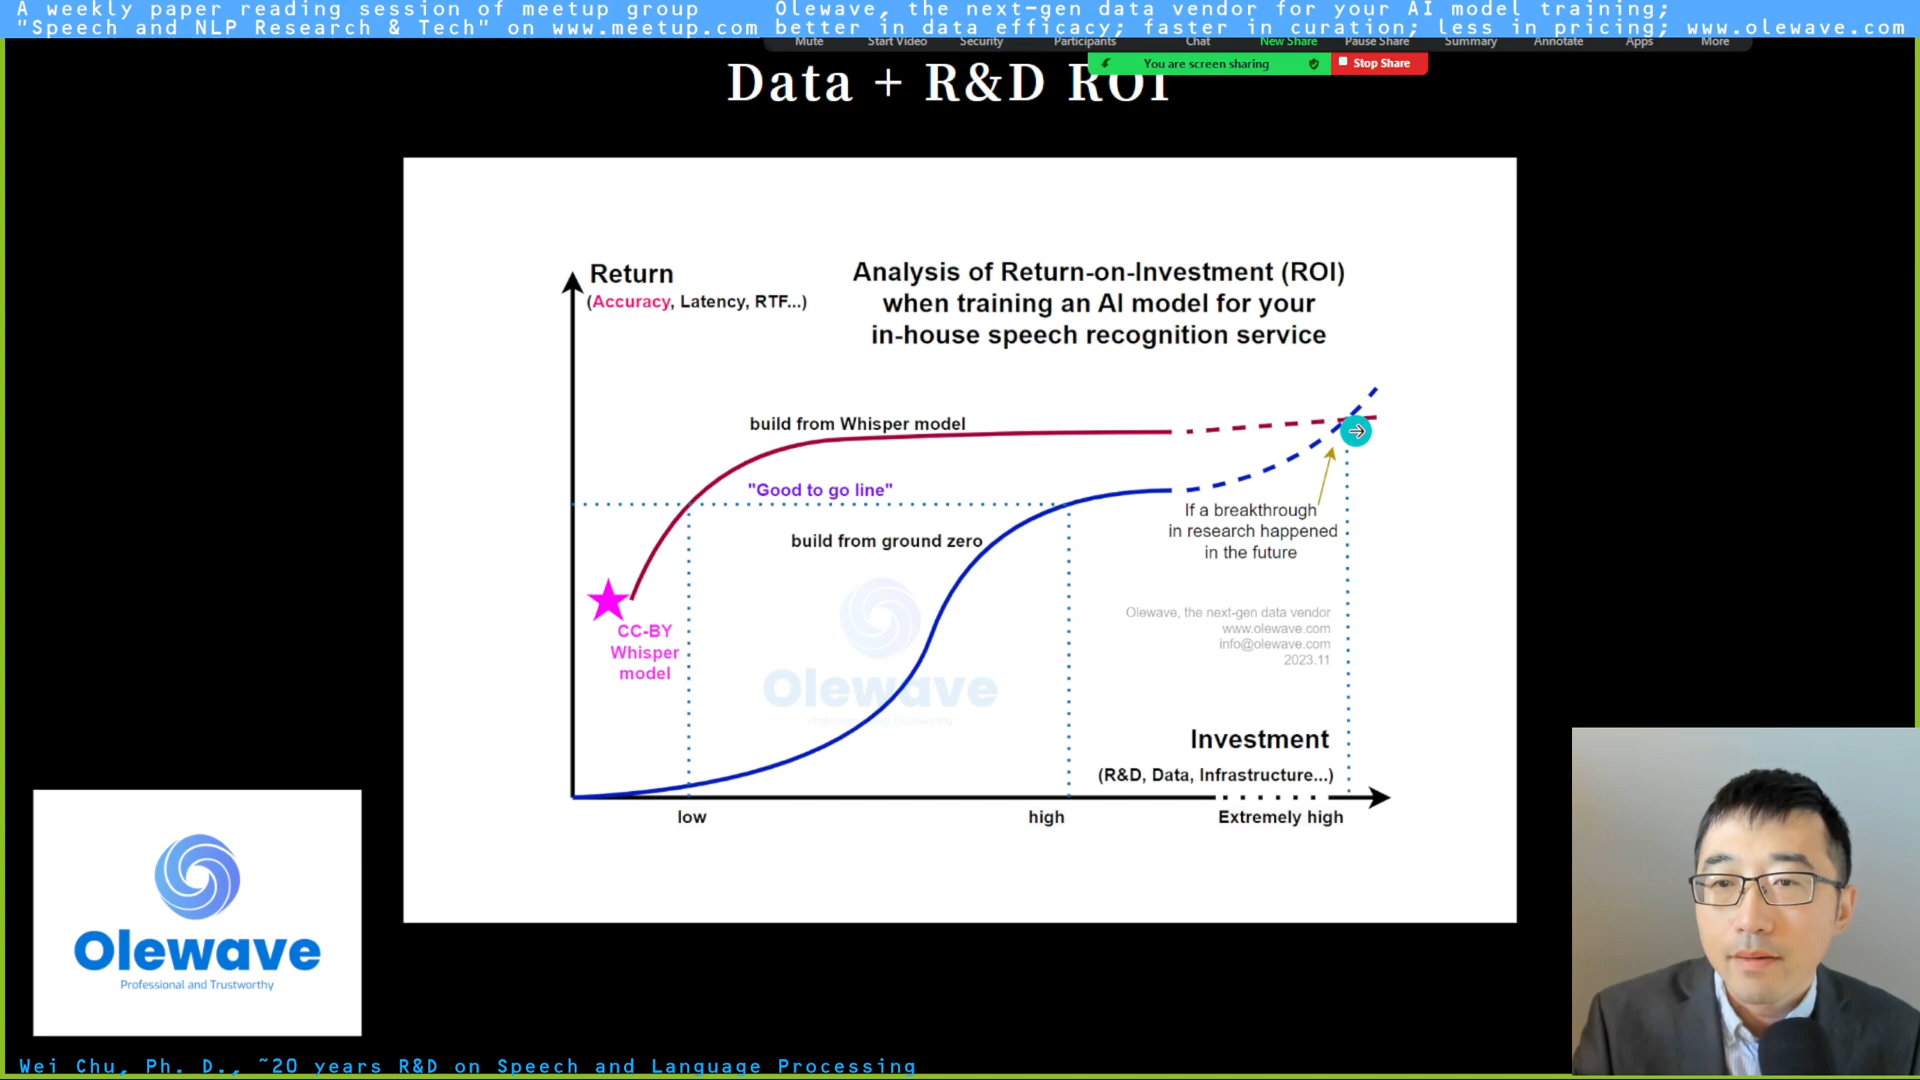 A weekly paper reading session of meetup group
"Speech and NLP Research & Tech" on www.meetup.com
Olewave, the next-gen data vendor for your AI model training;
better in data efficacy; faster in curation; less in pricing; www.olewave.com
Mute Start Video Security Participants Chat New Share Pause Share Summary Annotate Apps More
You are screen sharing Stop Share
Data + R&D ROI
Return
(Accuracy, Latency, RTF...)
Analysis of Return-on-Investment (ROI)
when training an AI model for your
in-house speech recognition service
build from Whisper model
"Good to go line"
build from ground zero
If a breakthrough
in research happened
in the future
CC-BY
Whisper
model
Olewave, the next-gen data vendor
www.olewave.com
info@olewave.com
2023.11
Olewave
Investment
(R&D, Data, Infrastructure...)
low high Extremely high
Olewave
Professional and Trustworthy
Wei Chu, Ph. D., ~20 years R&D on Speech and Language Processing